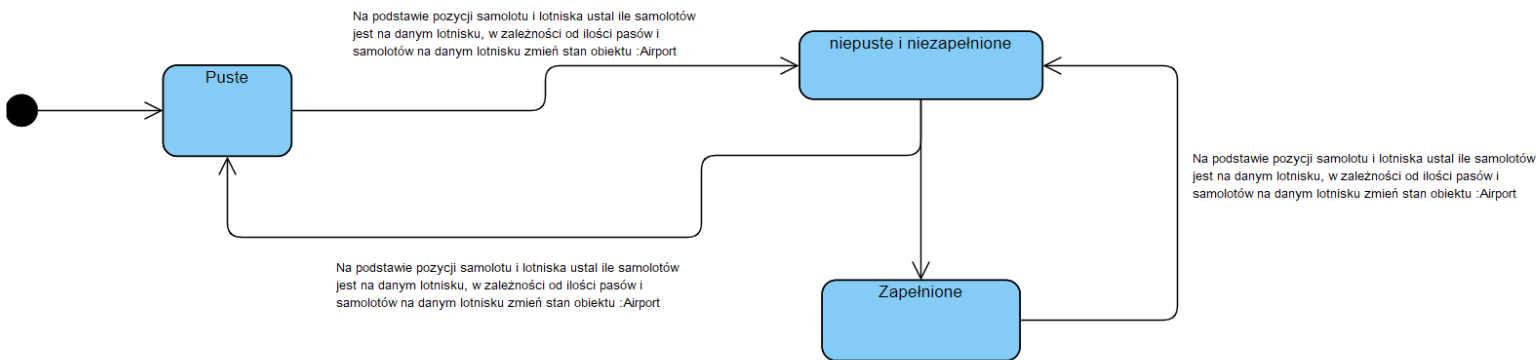 Na podstawie pozycji samolotu i lotniska ustal ile samolotów
jest na danym lotnisku, w zależności od ilości pasów i
samolotów na danym lotnisku zmień stan obiektu :Airport
niepuste i niezapełnione
Puste
Na podstawie pozycji samolotu i lotniska ustal ile samolotów
jest na danym lotnisku, w zależności od ilości pasów i
samolotów na danym lotnisku zmień stan obiektu :Airport
Na podstawie pozycji samolotu i lotniska ustal ile samolotów
jest na danym lotnisku, w zależności od ilości pasów i
samolotów na danym lotnisku zmień stan obiektu :Airport
Zapełnione